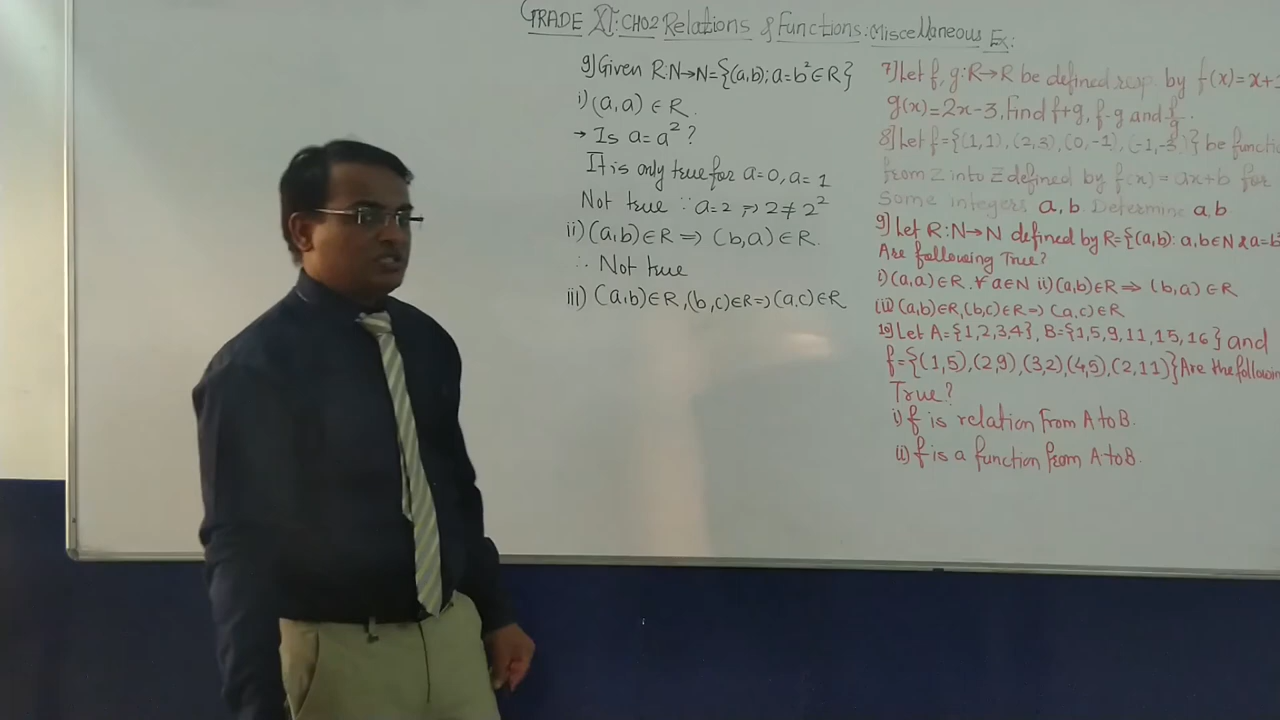 GRADE XI: CH02 Relations & Functions: Miscellaneous Ex:
9) Given R:N→N={(a,b); a=b²∈R}
i) (a,a) ∈ R.
→ Is a=a²?
It is only true for a=0, a=1
Not true ∵ a=2 ⇒ 2≠2²
ii) (a,b)∈R ⇒ (b,a)∈R.
∴ Not true
iii) (a,b)∈R, (b,c)∈R=) (a,c)∈R
7] Let f, g:R→R be defined resp. by f(x)=x+1
g(x)=2x-3, Find f+g, f-g and f/g.
8] Let f={(1,1), (2,3), (0,-1), (-1,-3)} be functi
from Z into Z defined by f(x)=ax+b for
Some integers a, b. Determine a,b
9] Let R:N→N defined by R={(a,b): a,b∈N & a=b²
Are following True?
i) (a,a)∈R ∀ a∈N ii) (a,b)∈R ⇒ (b,a)∈R
(iii) (a,b)∈R, (b,c)∈R=) (a,c)∈R
10] Let A={1,2,3,4}, B={1,5,9,11,15,16} and
f={(1,5), (2,9), (3,2) (4,5), (2,11)} Are the followin
True?
i) f is relation From A to B.
(ii) f is a function from A to B.